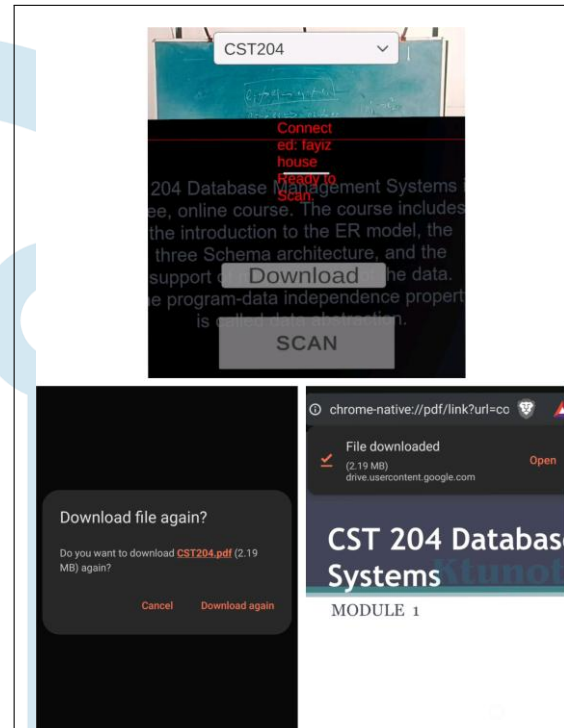 CST204
Connect
ed: fayiz
house
Ready to
Scan.
204 Database Management Systems i
ee, online course. The course includes
the introduction to the ER model, the
three Schema architecture, and the
support of he data.
e program-data independence propert
is called data abstraction.
Download
SCAN
Download file again?
Do you want to download CST204.pdf (2.19
MB) again?
Cancel Download again
chrome-native://pdf/link?url=co
File downloaded
(2.19 MB)
drive.usercontent.google.com
Open
CST 204 Databas
Systems
Ktunot
MODULE 1